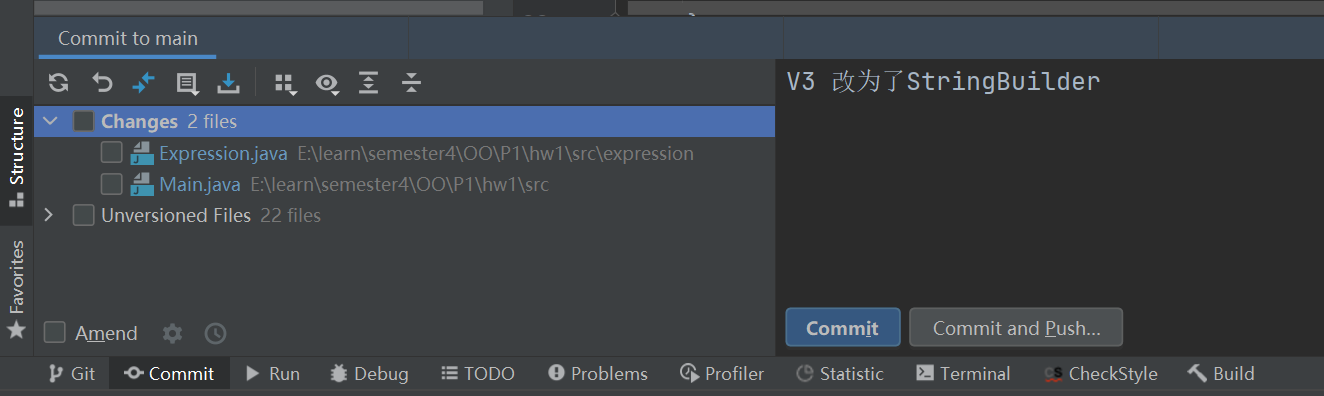 Commit to main
Changes 2 files
Expression.java E:\learn\semester4\OO\P1\hw1\src\expression
Main.java E:\learn\semester4\OO\P1\hw1\src
Unversioned Files 22 files
Amend
V3 改为了StringBuilder
Commit
Commit and Push...
Structure
Favorites
Git
Commit
Run
Debug
TODO
Problems
Profiler
Statistic
Terminal
CS CheckStyle
Build